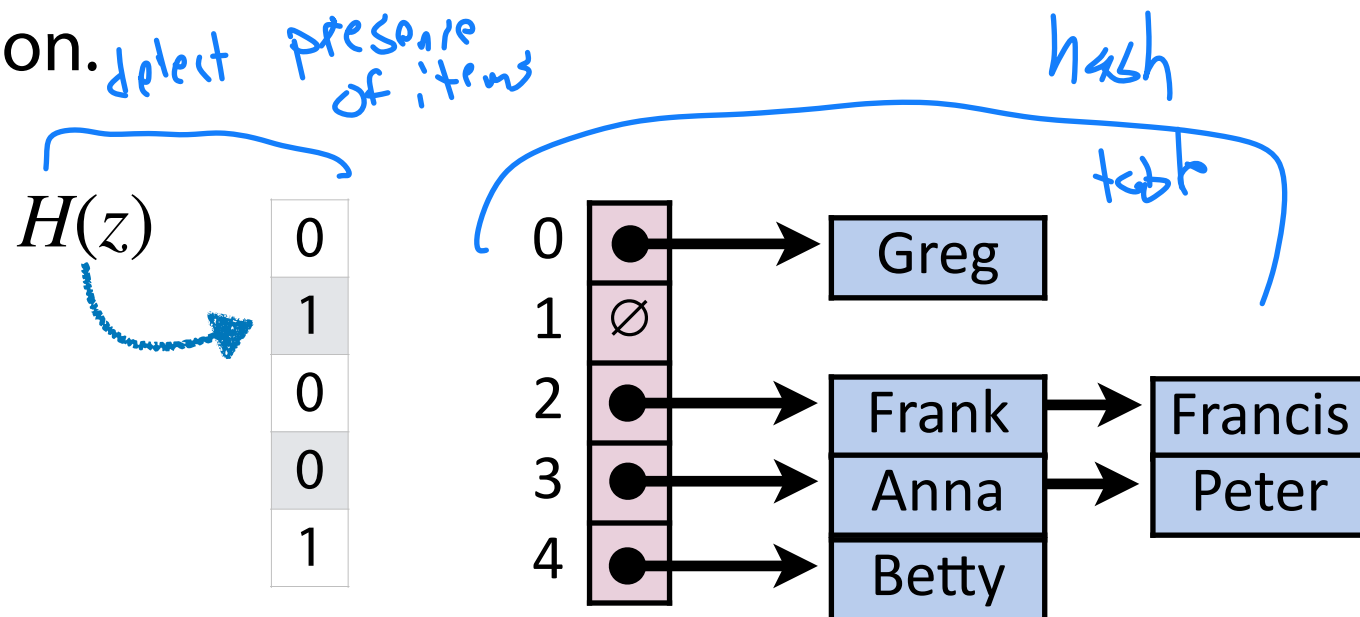 on.
detect presence
of items
hash
table
H(z)
0
1
0
0
1
0 Greg
1 ∅
2 Frank Francis
3 Anna Peter
4 Betty